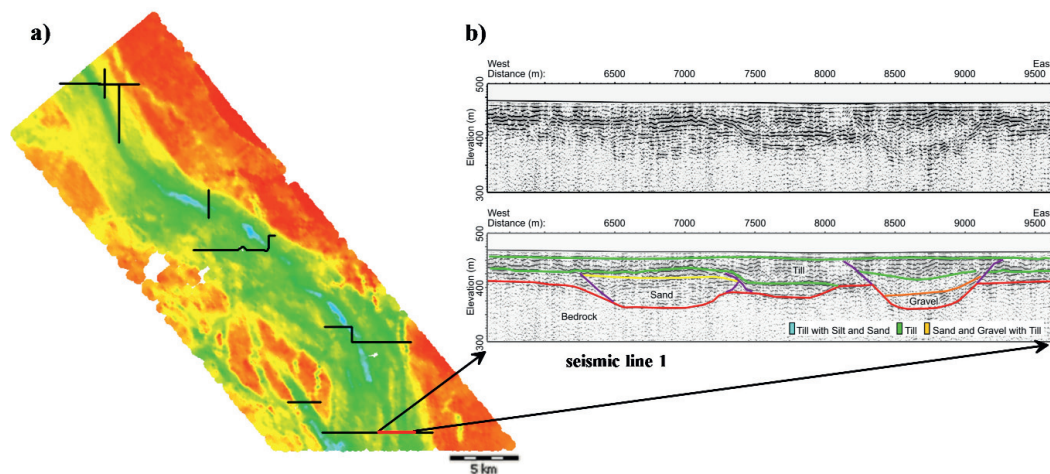 a)
5 km
b)
West
East
Distance (m): 6500 7000 7500 8000 8500 9000 9500
Elevation (m)
500
400
300
West
East
Distance (m): 6500 7000 7500 8000 8500 9000 9500
Elevation (m)
500
400
300
Till
Sand
Gravel
Bedrock
Till with Silt and Sand Till Sand and Gravel with Till
seismic line 1